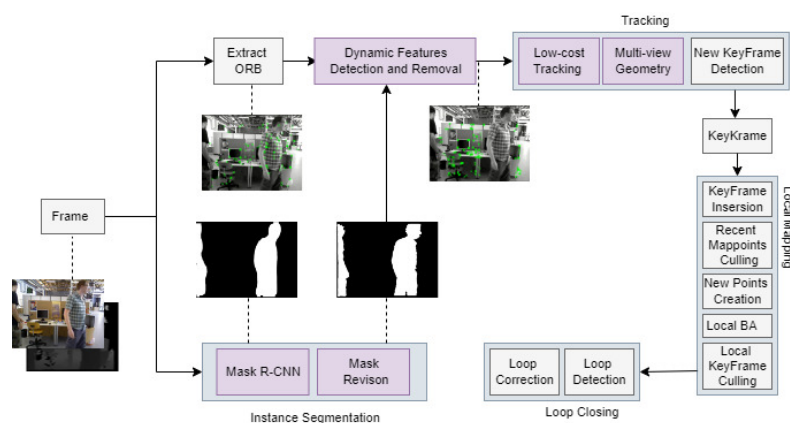 Tracking
Extract
ORB
Dynamic Features
Detection and Removal
Low-cost
Tracking
Multi-view
Geometry
New KeyFrame
Detection
KeyKrame
Frame
Local Mapping
KeyFrame
Insersion
Recent
Mappoints
Culling
New Points
Creation
Local BA
Local
KeyFrame
Culling
Mask R-CNN
Mask
Revison
Instance Segmentation
Loop
Correction
Loop
Detection
Loop Closing